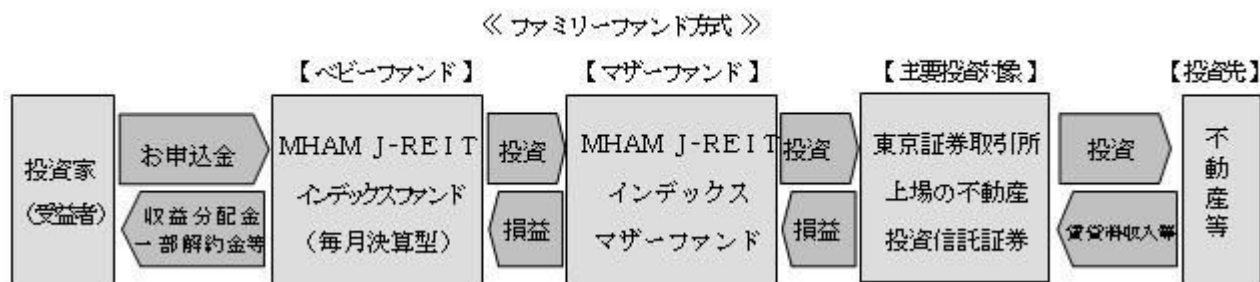 ≪ ファミリーファンド方式 ≫
【ベビーファンド】
【マザーファンド】
【主要投資対象】
【投資先】
投資家
(受益者)
お申込金
収益分配金
一部解約金等
MHAM J-REIT
インデックスファンド
(毎月決算型)
投資
損益
MHAM J-REIT
インデックス
マザーファンド
投資
損益
東京証券取引所
上場の不動産
投資信託証券
投資
賃貸料収入等
不動産等